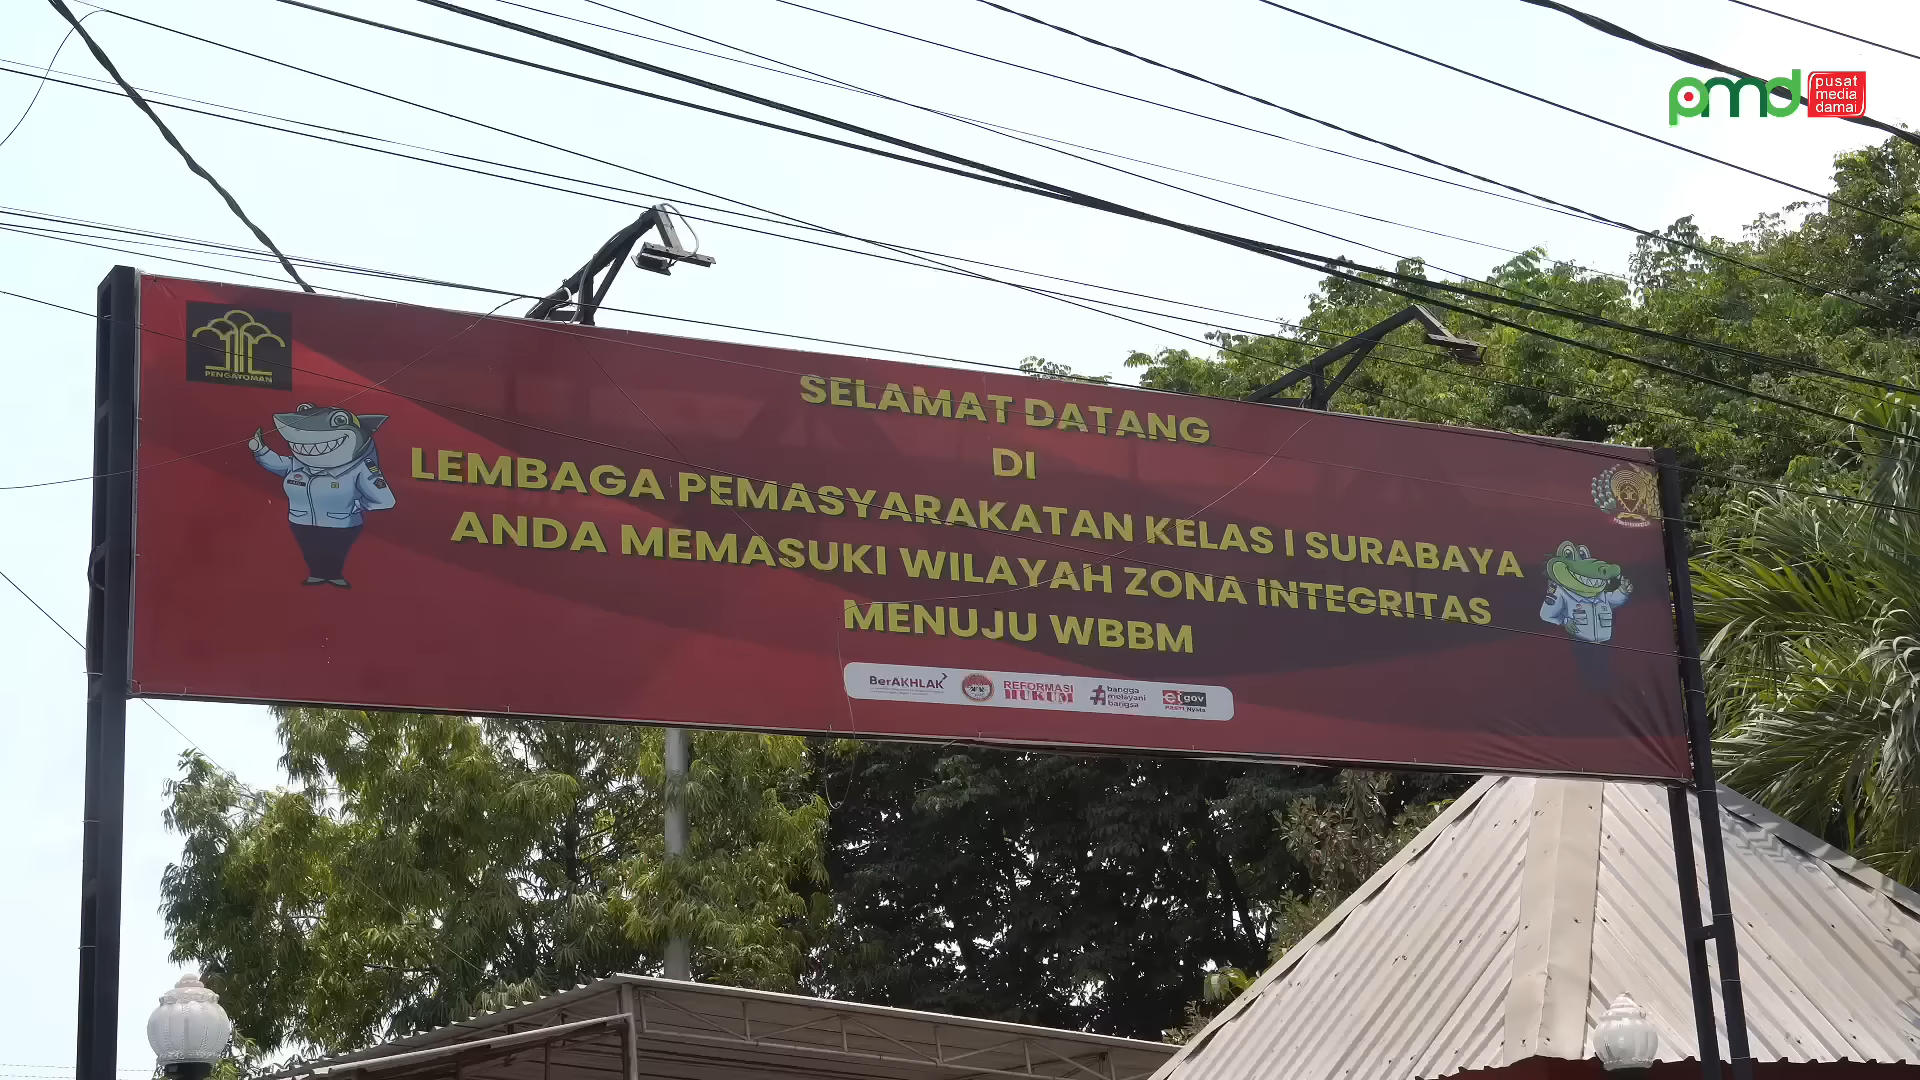 pmd
pusat
media
damai
PENGAYOMAN
SELAMAT DATANG
DI
LEMBAGA PEMASYARAKATAN KELAS I SURABAYA
ANDA MEMASUKI WILAYAH ZONA INTEGRITAS
MENUJU WBBM
BerAKHLAK
REFORMASI
HUKUM
#bangga
melayani
bangsa
gov